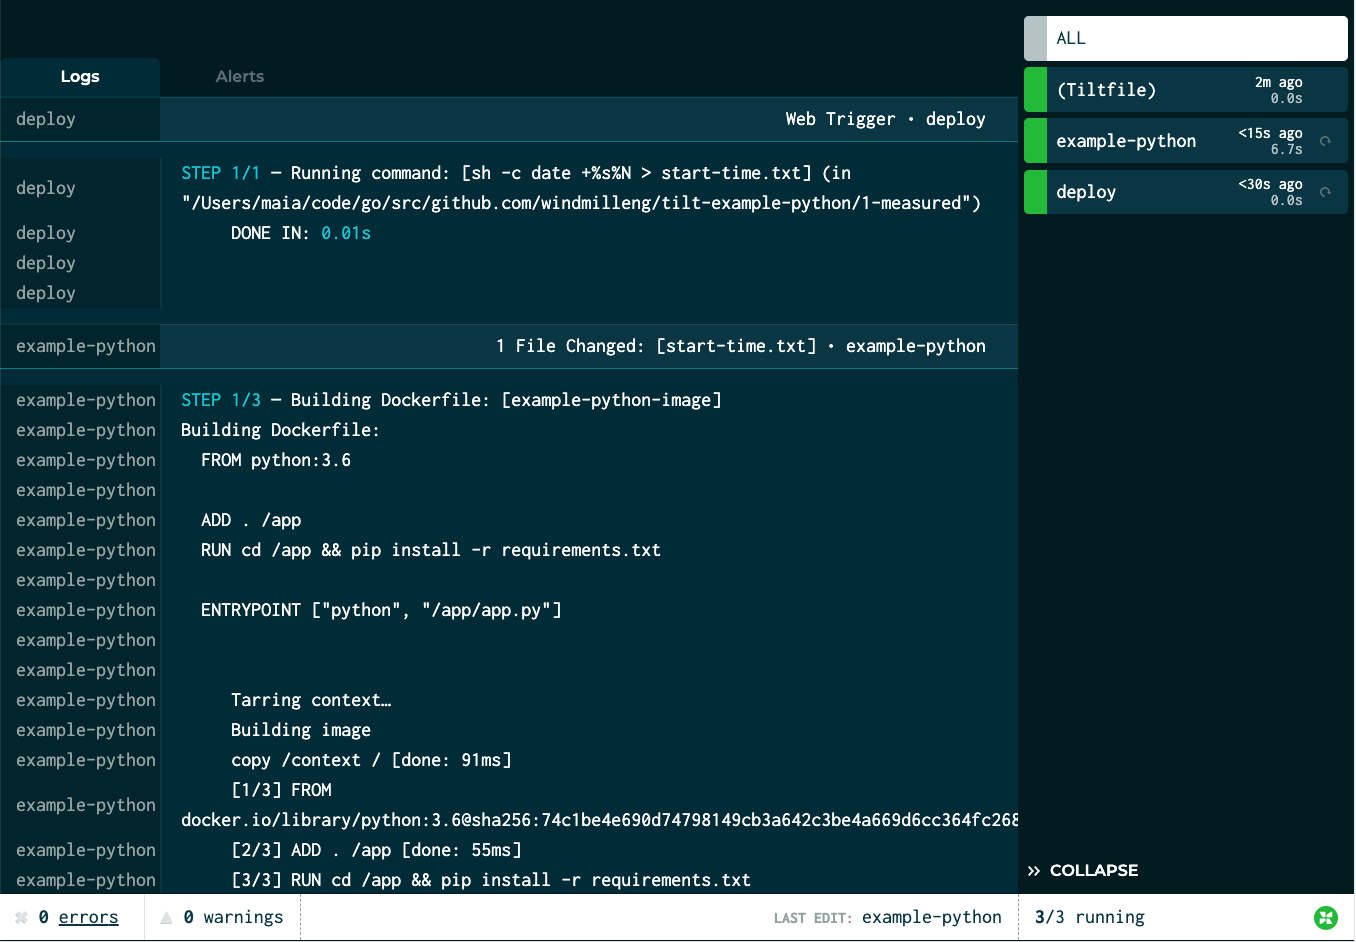 Logs
Alerts
deploy
Web Trigger • deploy
deploy
STEP 1/1 — Running command: [sh -c date +%s%N > start-time.txt] (in
"/Users/maia/code/go/src/github.com/windmilleng/tilt-example-python/1-measured")
deploy
DONE IN: 0.01s
deploy
deploy
example-python
1 File Changed: [start-time.txt] • example-python
example-python
STEP 1/3 — Building Dockerfile: [example-python-image]
example-python
Building Dockerfile:
example-python
FROM python:3.6
example-python
example-python
ADD . /app
example-python
RUN cd /app && pip install -r requirements.txt
example-python
example-python
ENTRYPOINT ["python", "/app/app.py"]
example-python
example-python
example-python
Tarring context…
example-python
Building image
example-python
copy /context / [done: 91ms]
example-python
[1/3] FROM
docker.io/library/python:3.6@sha256:74c1be4e690d74798149cb3a642c3be4a669d6cc364fc268
example-python
[2/3] ADD . /app [done: 55ms]
example-python
[3/3] RUN cd /app && pip install -r requirements.txt
ALL
(Tiltfile)
2m ago
0.0s
example-python
<15s ago
6.7s
deploy
<30s ago
0.0s
COLLAPSE
0 errors
0 warnings
LAST EDIT: example-python
3/3 running